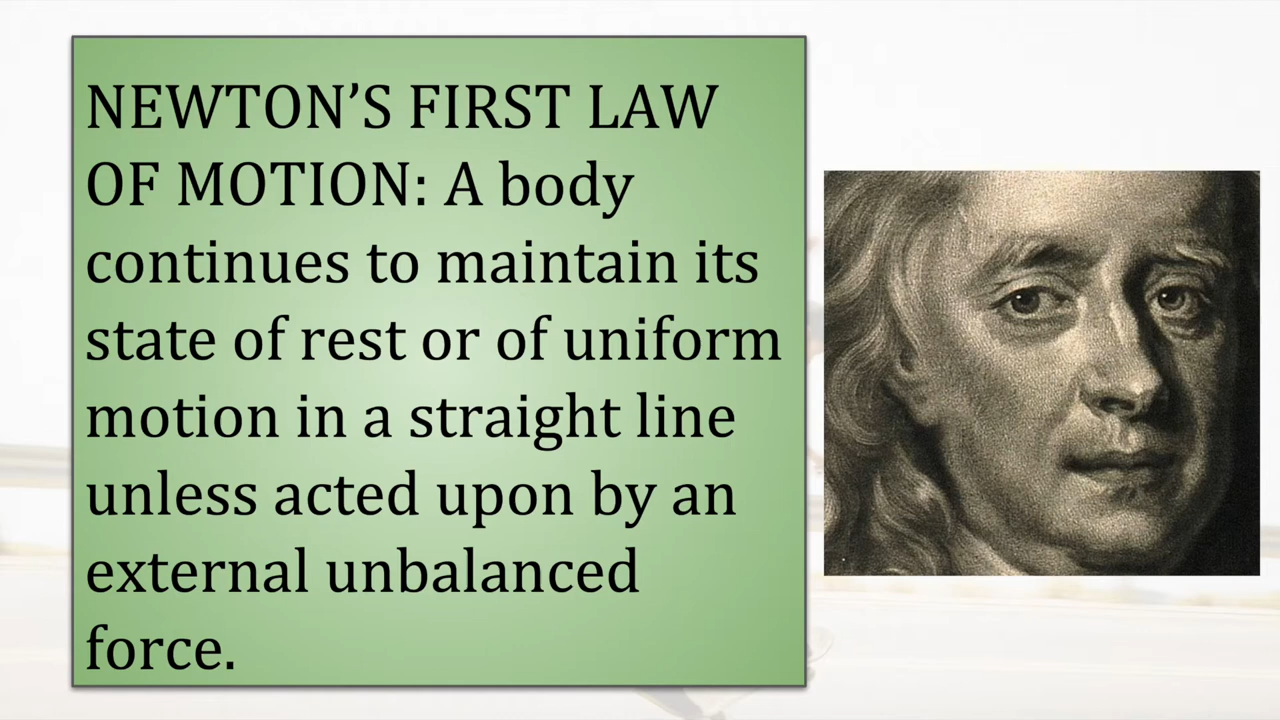 NEWTON’S FIRST LAW
OF MOTION: A body
continues to maintain its
state of rest or of uniform
motion in a straight line
unless acted upon by an
external unbalanced
force.